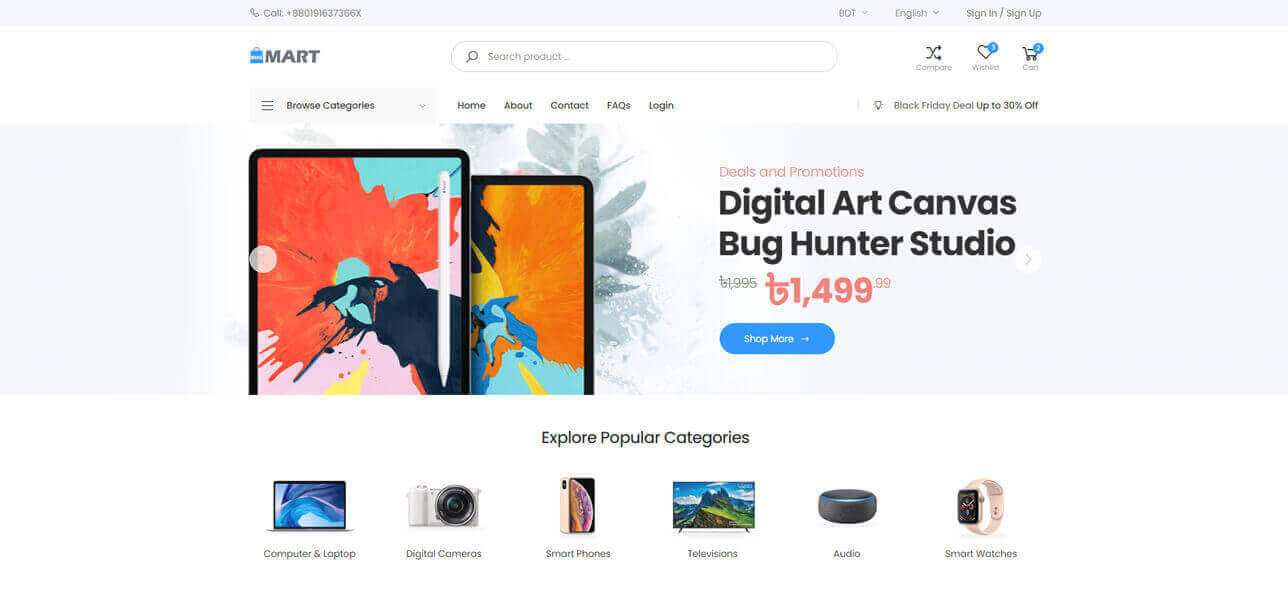 Call: +880191637366X
BDT
English
Sign In / Sign Up
BUG MART
Search product ...
Compare
3
Wishlist
2
Cart
Browse Categories
Home
About
Contact
FAQs
Login
Black Friday Deal Up to 30% Off
Deals and Promotions
Digital Art Canvas
Bug Hunter Studio
৳1,995 ৳1,499.99
Shop More →
Explore Popular Categories
Computer & Laptop
Digital Cameras
Smart Phones
Televisions
Audio
Smart Watches